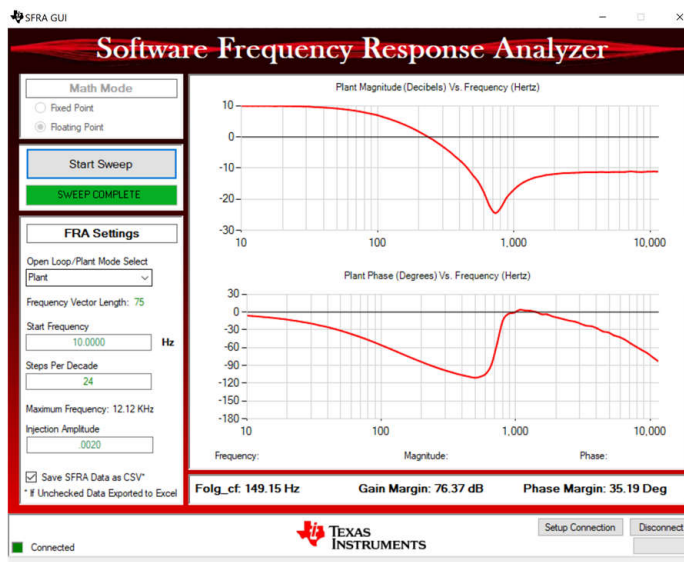 SFRA GUI
Software Frequency Response Analyzer
Math Mode
Fixed Point
Floating Point
Start Sweep
SWEEP COMPLETE
FRA Settings
Open Loop/Plant Mode Select
Plant
Frequency Vector Length: 75
Start Frequency
10.0000 Hz
Steps Per Decade
24
Maximum Frequency: 12.12 KHz
Injection Amplitude
.0020
Save SFRA Data as CSV*
* If Unchecked Data Exported to Excel
Plant Magnitude (Decibels) Vs. Frequency (Hertz)
10
0
-10
-20
-30
10 100 1,000 10,000
Plant Phase (Degrees) Vs. Frequency (Hertz)
30
0
-30
-60
-90
-120
-150
-180
10 100 1,000 10,000
Frequency: Magnitude: Phase:
Folg_cf: 149.15 Hz Gain Margin: 76.37 dB Phase Margin: 35.19 Deg
Connected
TEXAS
INSTRUMENTS
Setup Connection Disconnect